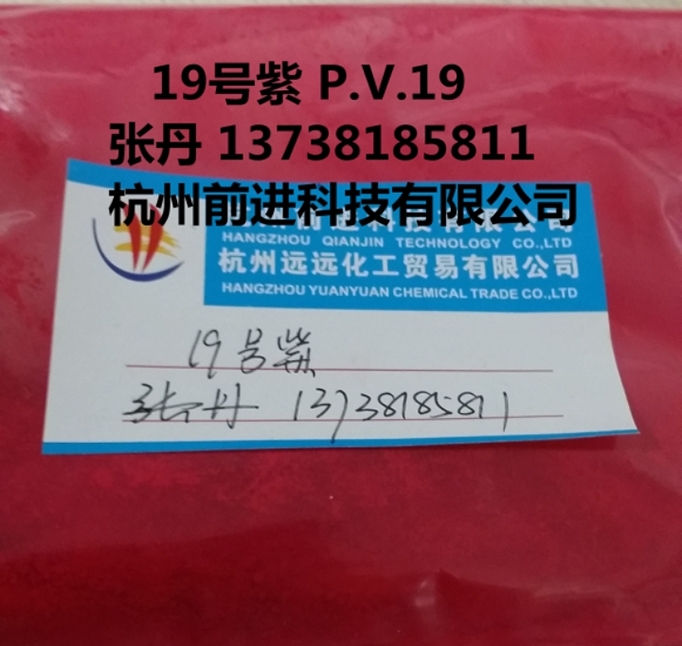 19号紫 P.V.19
张丹 13738185811
杭州前进科技有限公司
HANGZHOU QIANJIN TECHNOLOGY CO.,LTD
杭州远远化工贸易有限公司
HANGZHOU YUANYUAN CHEMICAL TRADE CO.,LTD
19号紫
张丹 13738185811